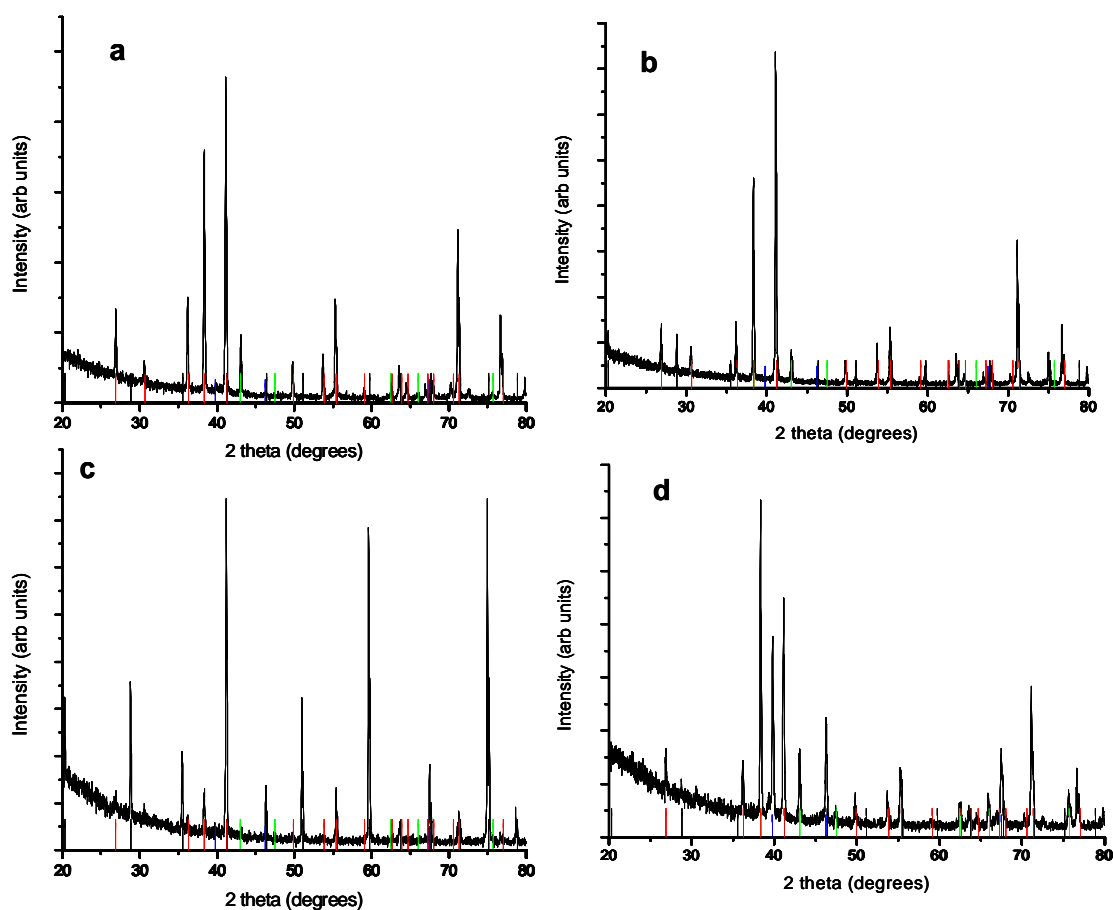 a
Intensity (arb units)
20 30 40 50 60 70 80
2 theta (degrees)
b
Intensity (arb units)
20 30 40 50 60 70 80
2 theta (degrees)
c
Intensity (arb units)
20 30 40 50 60 70 80
2 theta (degrees)
d
Intensity (arb units)
20 30 40 50 60 70 80
2 theta (degrees)